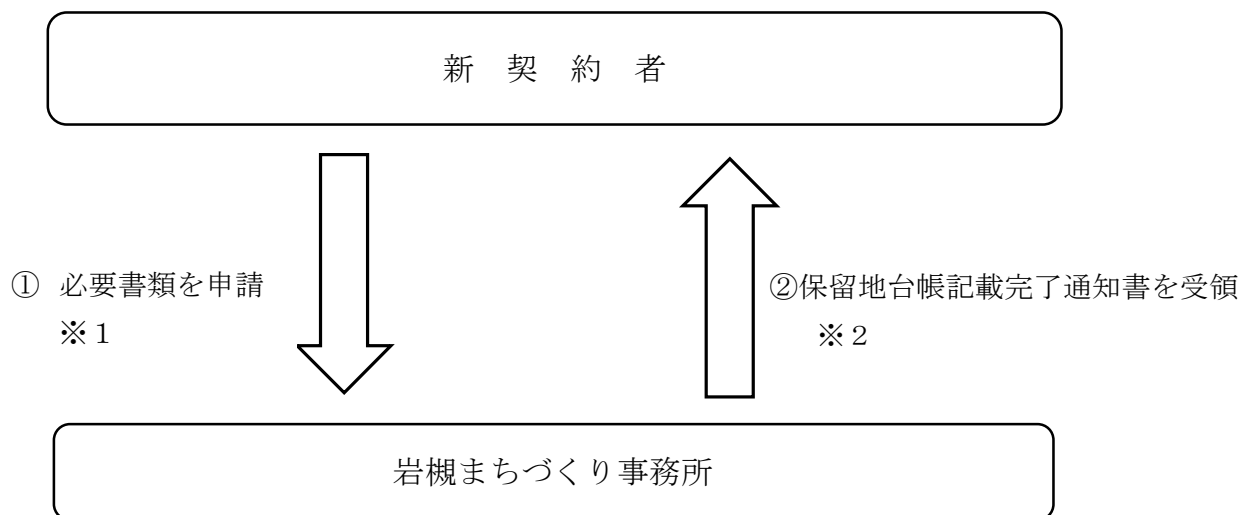 新 契 約 者
① 必要書類を申請
※１
②保留地台帳記載完了通知書を受領
※２
岩槻まちづくり事務所